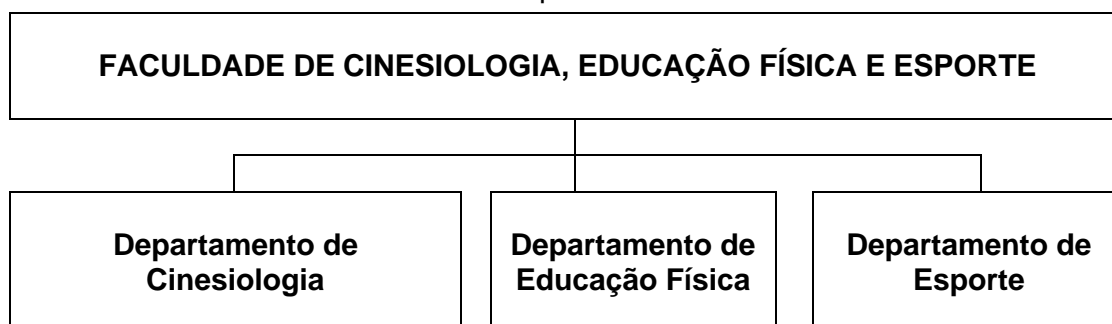 FACULDADE DE CINESIOLOGIA, EDUCAÇÃO FÍSICA E ESPORTE
Departamento de
Cinesiologia
Departamento de
Educação Física
Departamento de
Esporte